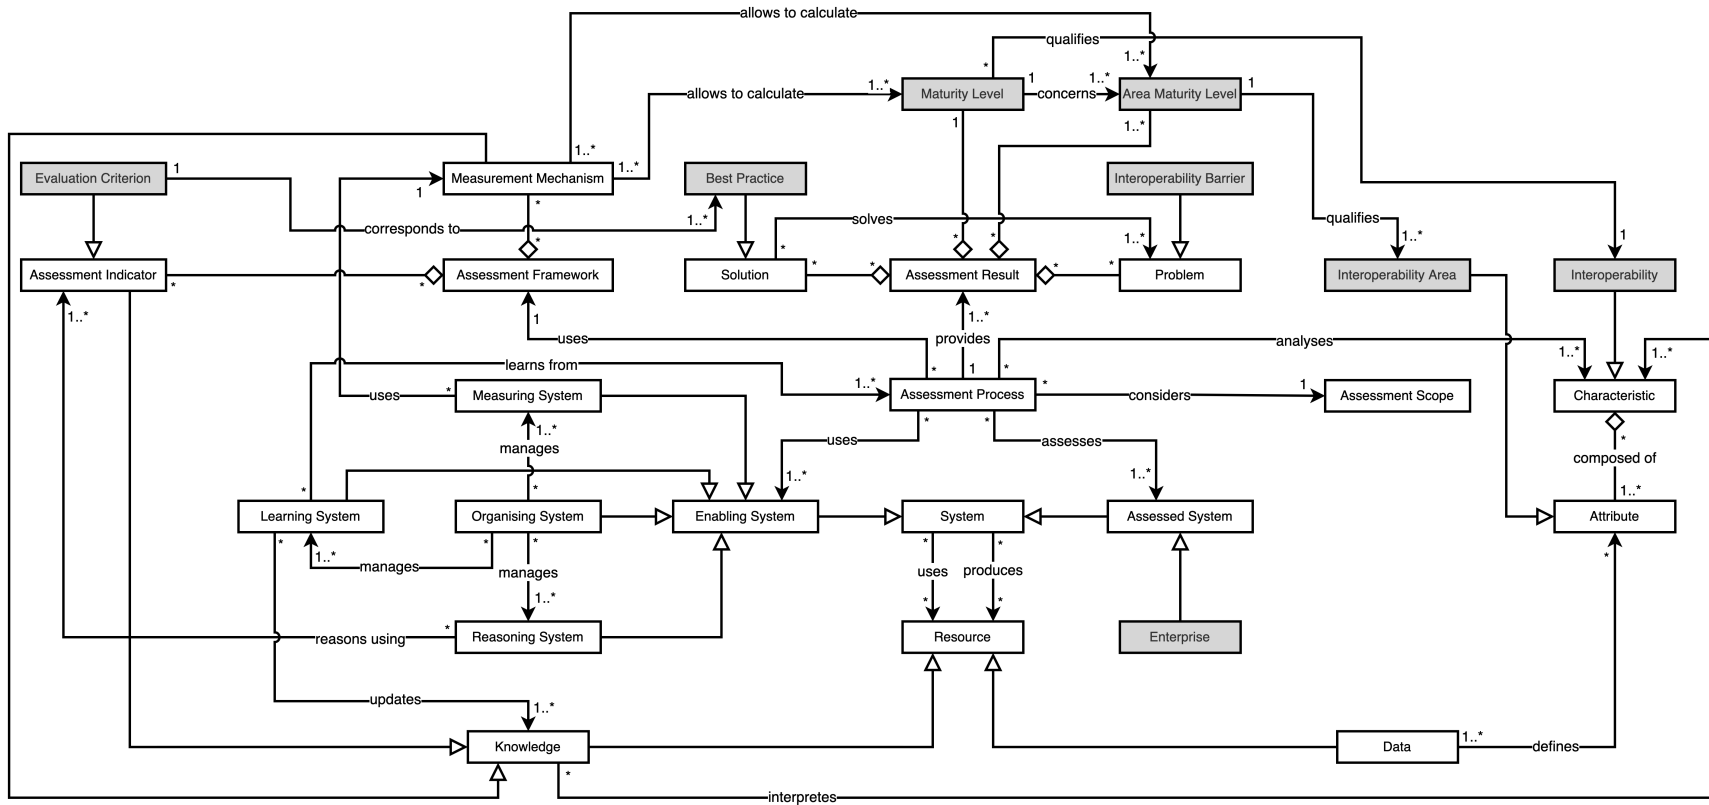 allows to calculate
qualifies
1..*
*
1..*
Maturity Level
1
concerns
1..*
Area Maturity Level
1
allows to calculate
1
1..*
1..*
Evaluation Criterion
1
1
Measurement Mechanism
1..*
Best Practice
Interoperability Barrier
*
1..*
corresponds to
solves
qualifies
*
*
*
*
1..*
1..*
1
Assessment Indicator
*
*
Assessment Framework
Solution
*
*
Assessment Result
*
*
Problem
Interoperability Area
Interoperability
1..*
1
1..*
uses
provides
analyses
learns from
*
1
*
1..*
1..*
uses
*
Measuring System
1..*
Assessment Process
*
considers
1
Assessment Scope
Characteristic
1..*
manages
*
*
uses
assesses
*
composed of
*
*
1..*
1..*
1..*
Learning System
Organising System
Enabling System
System
Assessed System
Attribute
*
1..*
manages
*
*
manages
*
*
uses
produces
*
1..*
*
*
reasons using
*
Reasoning System
Resource
Enterprise
updates
1..*
Knowledge
Data
1..*
defines
*
interpretes